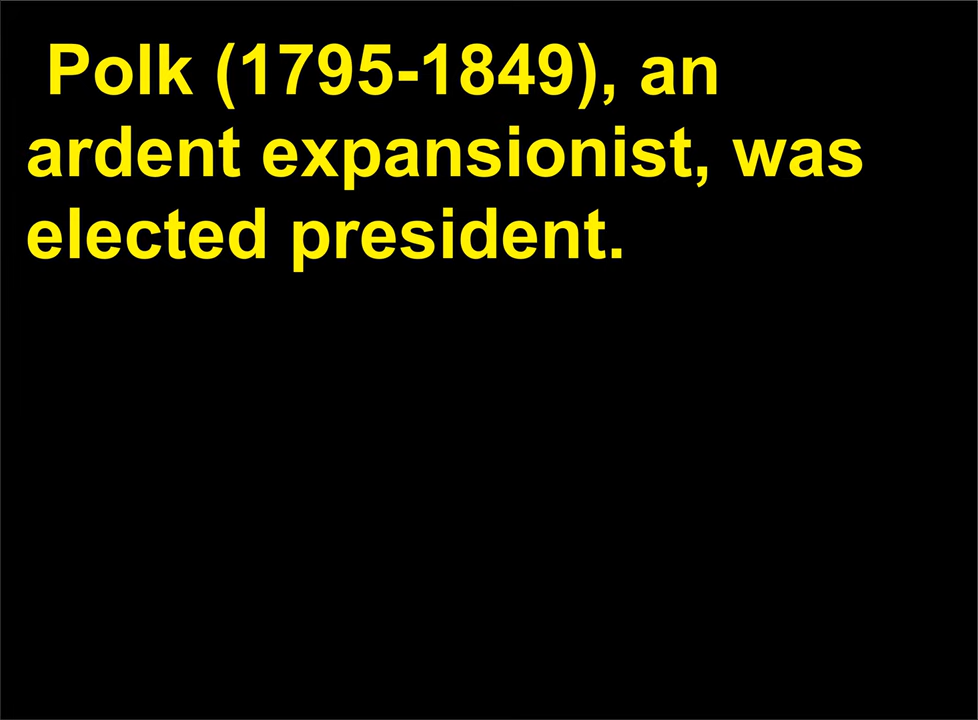 Polk (1795-1849), an
ardent expansionist, was
elected president.